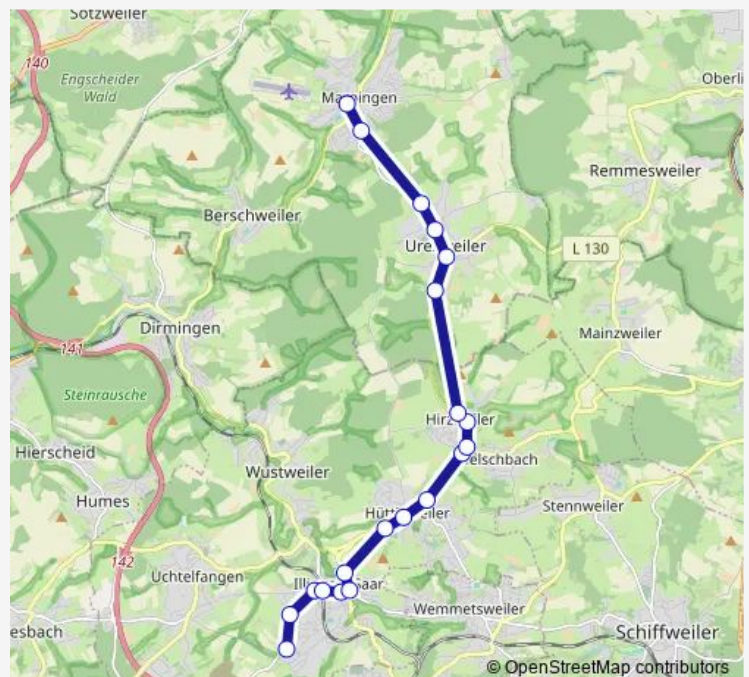 Sotzweiler
140
Engscheider
Wald
Oberli
Remmesweiler
Berschweiler
L 130
Dirmingen
Mainzweiler
141
Steinrausche
Hierscheid
Wustweiler
Humes
Stennweiler
142
Uchtelfangen
Wemmetsweiler
esbach
Schiffweiler
© OpenStreetMap contributors